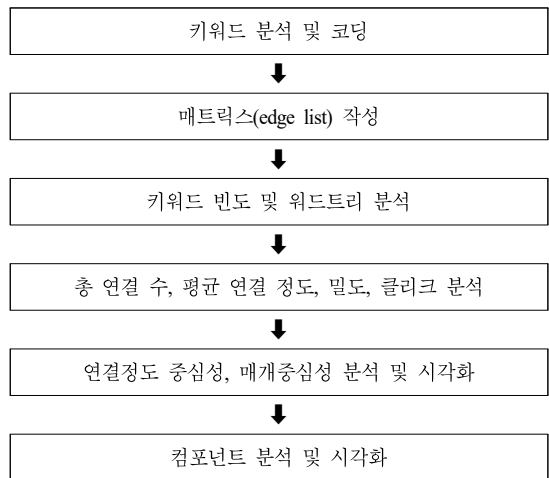 키워드 분석 및 코딩
매트릭스(edge list) 작성
키워드 빈도 및 워드트리 분석
총 연결 수, 평균 연결 정도, 밀도, 클리크 분석
연결정도 중심성, 매개중심성 분석 및 시각화
컴포넌트 분석 및 시각화